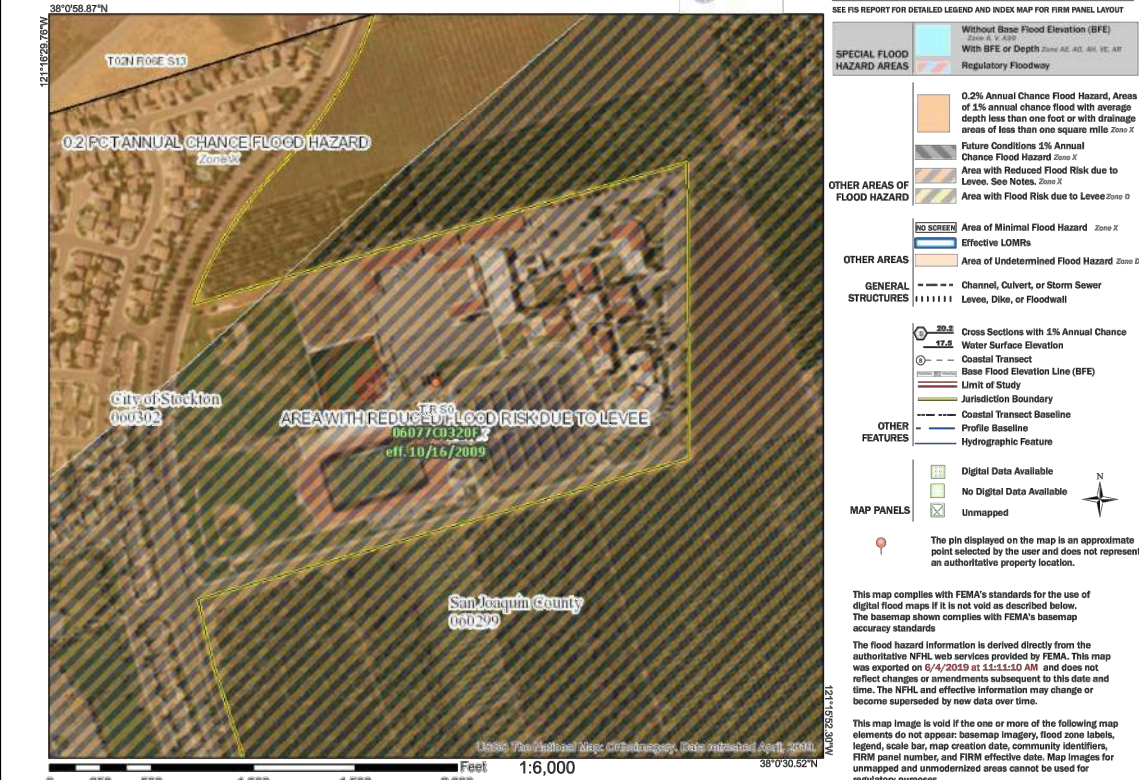 38°0'58.87"N
121°16'29.76"W
T02N R06E S13
0.2 PCT ANNUAL CHANCE FLOOD HAZARD
Zone X
City of Stockton
060302
AREA WITH REDUCED FLOOD RISK DUE TO LEVEE
06077C0320F
eff. 10/16/2009
San Joaquin County
060299
USGS The National Map: Orthoimagery. Data refreshed April, 2019.
121°15'52.30"W
38°0'30.52"N
Feet
1:6,000
SEE FIS REPORT FOR DETAILED LEGEND AND INDEX MAP FOR FIRM PANEL LAYOUT
SPECIAL FLOOD
HAZARD AREAS
Without Base Flood Elevation (BFE)
Zone A, V, A99
With BFE or Depth Zone AE, AO, AH, VE, AR
Regulatory Floodway
OTHER AREAS OF
FLOOD HAZARD
0.2% Annual Chance Flood Hazard, Areas
of 1% annual chance flood with average
depth less than one foot or with drainage
areas of less than one square mile Zone X
Future Conditions 1% Annual
Chance Flood Hazard Zone X
Area with Reduced Flood Risk due to
Levee. See Notes. Zone X
Area with Flood Risk due to Levee Zone D
OTHER AREAS
NO SCREEN Area of Minimal Flood Hazard Zone X
Effective LOMRs
Area of Undetermined Flood Hazard Zone D
GENERAL
STRUCTURES
Channel, Culvert, or Storm Sewer
Levee, Dike, or Floodwall
OTHER
FEATURES
20.2 Cross Sections with 1% Annual Chance
17.5 Water Surface Elevation
Coastal Transect
Base Flood Elevation Line (BFE)
Limit of Study
Jurisdiction Boundary
Coastal Transect Baseline
Profile Baseline
Hydrographic Feature
MAP PANELS
Digital Data Available
No Digital Data Available
Unmapped
N
The pin displayed on the map is an approximate
point selected by the user and does not represent
an authoritative property location.
This map complies with FEMA's standards for the use of
digital flood maps if it is not void as described below.
The basemap shown complies with FEMA's basemap
accuracy standards
The flood hazard information is derived directly from the
authoritative NFHL web services provided by FEMA. This map
was exported on 6/4/2019 at 11:11:10 AM and does not
reflect changes or amendments subsequent to this date and
time. The NFHL and effective information may change or
become superseded by new data over time.
This map image is void if the one or more of the following map
elements do not appear: basemap imagery, flood zone labels,
legend, scale bar, map creation date, community identifiers,
FIRM panel number, and FIRM effective date. Map images for
unmapped and unmodernized areas cannot be used for
regulatory purposes.